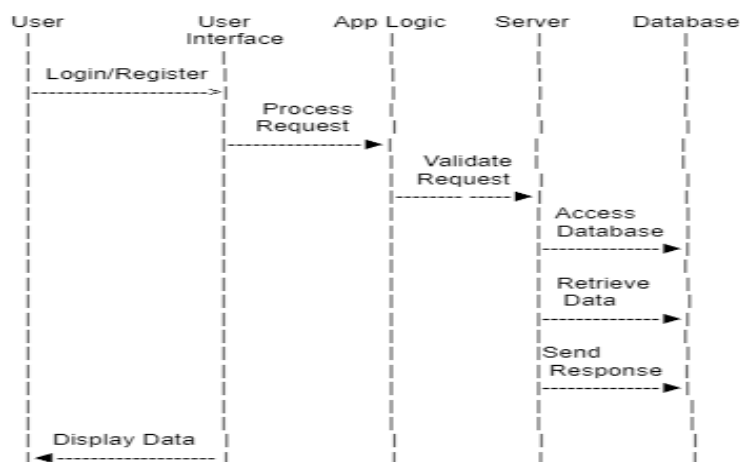 User
User
Interface
App Logic
Server
Database
Login/Register
Process
Request
Validate
Request
Access
Database
Retrieve
Data
Send
Response
Display Data